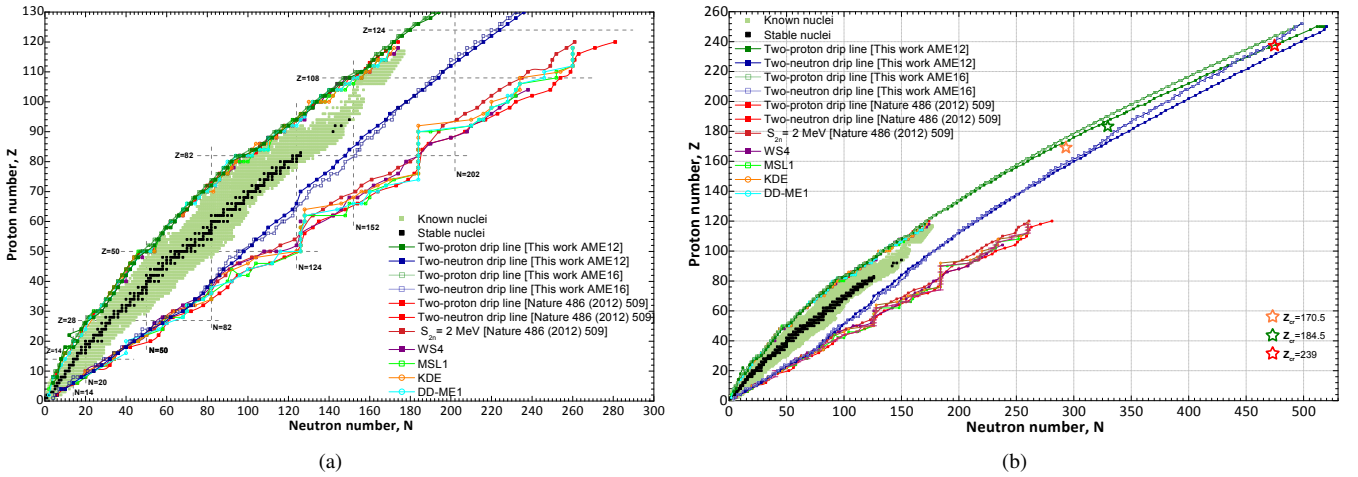 130
120
110
100
90
80
70
60
50
40
30
20
10
0
0 20 40 60 80 100 120 140 160 180 200 220 240 260 280 300
Proton number, Z
Neutron number, N
Z=124
Z=108
Z=82
Z=50
Z=28
Z=14
N=202
N=152
N=124
N=82
N=50
N=20
N=14
Known nuclei
Stable nuclei
Known nuclei
Stable nuclei
Two-proton drip line [This work AME12]
Two-neutron drip line [This work AME12]
Two-proton drip line [This work AME16]
Two-neutron drip line [This work AME16]
Two-proton drip line [Nature 486 (2012) 509]
Two-neutron drip line [Nature 486 (2012) 509]
S2n= 2 MeV [Nature 486 (2012) 509]
WS4
MSL1
KDE
DD-ME1
(a)
260
240
220
200
180
160
140
120
100
80
60
40
20
0
0 50 100 150 200 250 300 350 400 450 500
Proton number, Z
Neutron number, N
Known nuclei
Stable nuclei
Two-proton drip line [This work AME12]
Two-neutron drip line [This work AME12]
Two-proton drip line [This work AME16]
Two-neutron drip line [This work AME16]
Two-proton drip line [Nature 486 (2012) 509]
Two-neutron drip line [Nature 486 (2012) 509]
S2n= 2 MeV [Nature 486 (2012) 509]
WS4
MSL1
KDE
DD-ME1
Zcr=170.5
Zcr=184.5
Zcr=239
(b)